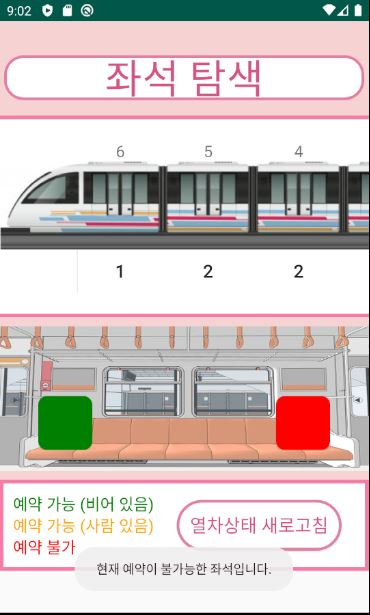 9:02
좌석 탐색
6 5 4
1 2 2
예약 가능 (비어 있음)
예약 가능 (사람 있음)
예약 불가
열차상태 새로고침
현재 예약이 불가능한 좌석입니다.